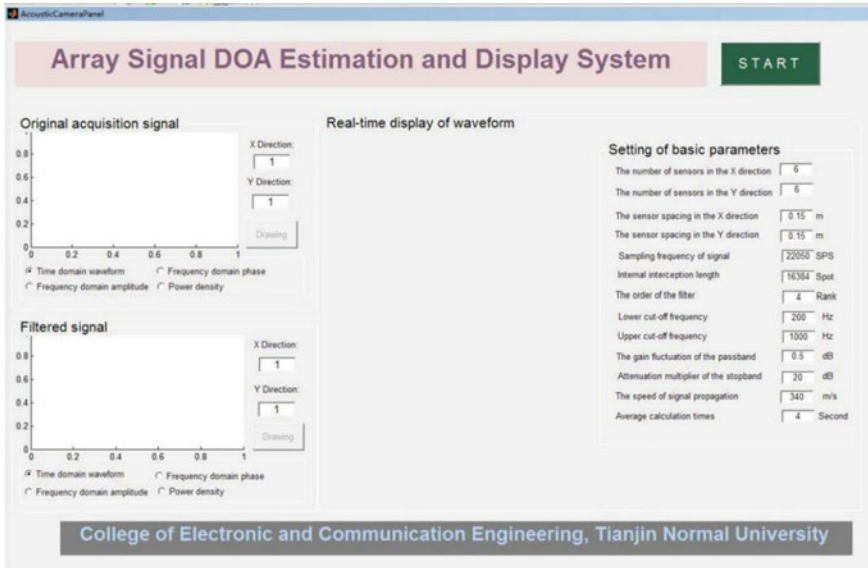 AcousticCameraPanel
Array Signal DOA Estimation and Display System
START
Original acquisition signal
0.8
0.6
0.4
0.2
0
0 0.2 0.4 0.6 0.8 1
X Direction:
1
Y Direction:
1
Drawing
Time domain waveform Frequency domain phase
Frequency domain amplitude Power density
Filtered signal
0.8
0.6
0.4
0.2
0
0 0.2 0.4 0.6 0.8 1
X Direction:
1
Y Direction:
1
Drawing
Time domain waveform Frequency domain phase
Frequency domain amplitude Power density
Real-time display of waveform
Setting of basic parameters
The number of sensors in the X direction 6
The number of sensors in the Y direction 6
The sensor spacing in the X direction 0.15 m
The sensor spacing in the Y direction 0.15 m
Sampling frequency of signal 22050 SPS
Internal interception length 16384 Spot
The order of the filter 4 Rank
Lower cut-off frequency 200 Hz
Upper cut-off frequency 1000 Hz
The gain fluctuation of the passband 0.5 dB
Attenuation multiplier of the stopband 20 dB
The speed of signal propagation 340 m/s
Average calculation times 4 Second
College of Electronic and Communication Engineering, Tianjin Normal University